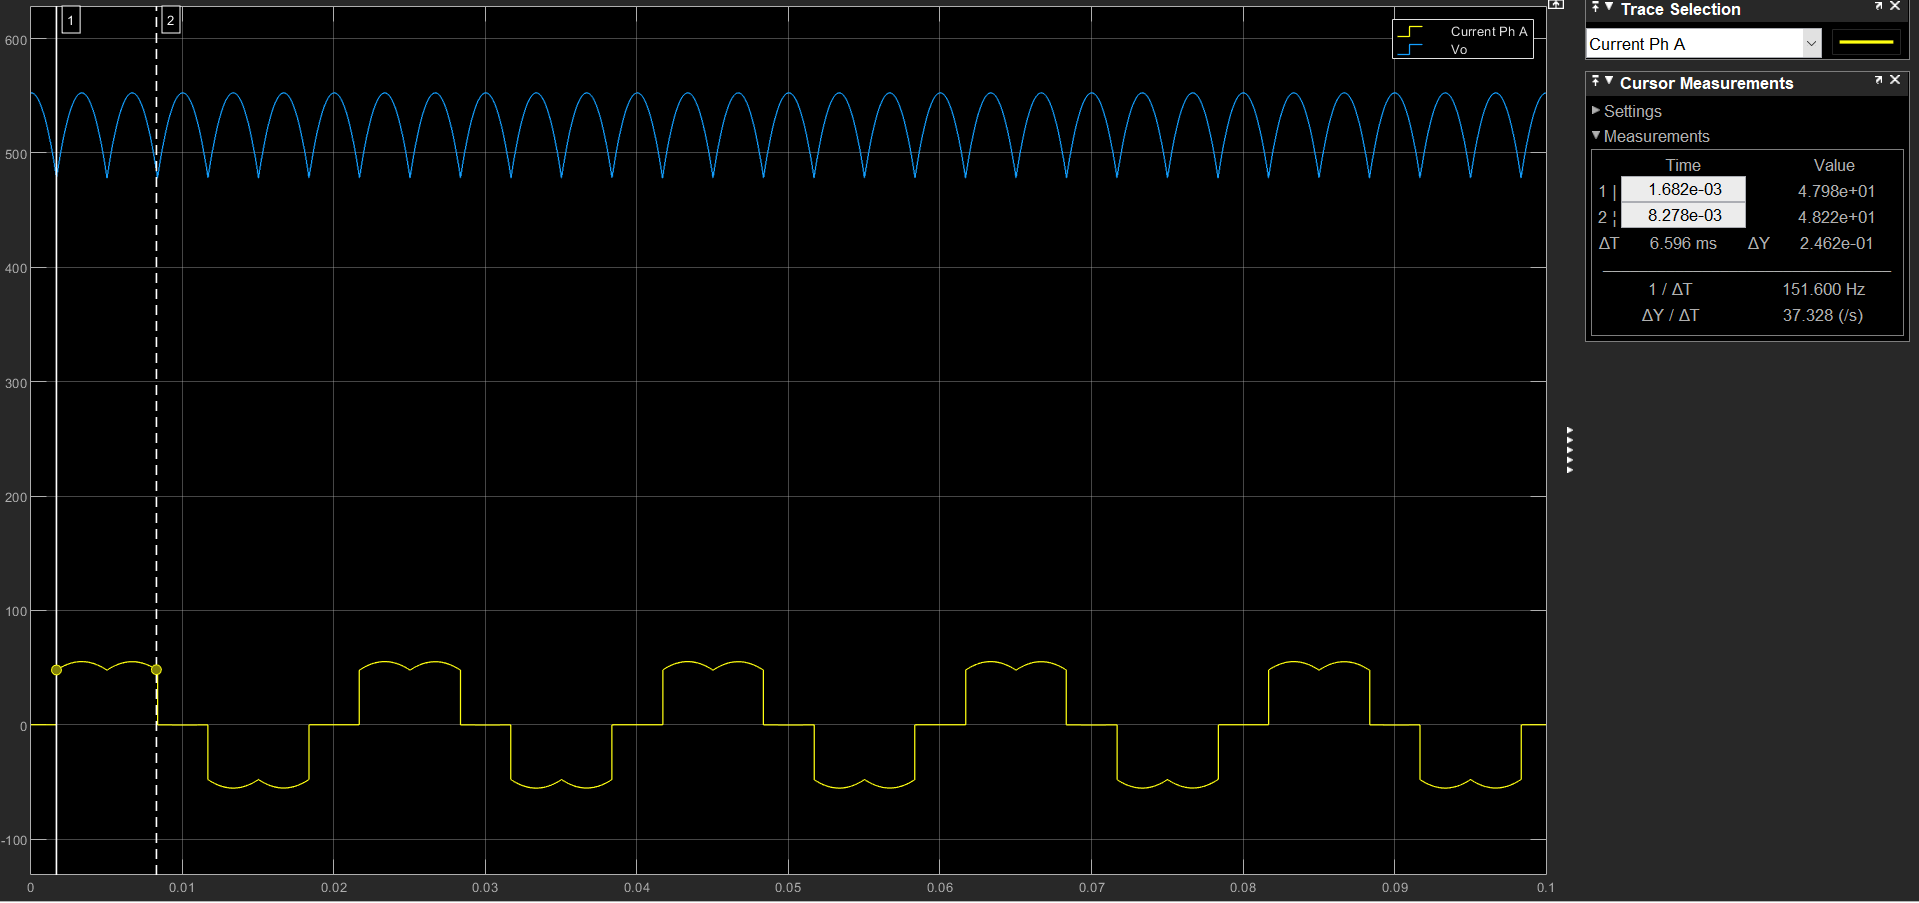 1
2
Current Ph A
Vo
600
500
400
300
200
100
0
-100
0 0.01 0.02 0.03 0.04 0.05 0.06 0.07 0.08 0.09 0.1
Trace Selection
Current Ph A
Cursor Measurements
Settings
Measurements
Time Value
1 | 1.682e-03 4.798e+01
2 ¦ 8.278e-03 4.822e+01
ΔT 6.596 ms ΔY 2.462e-01
1 / ΔT 151.600 Hz
ΔY / ΔT 37.328 (/s)